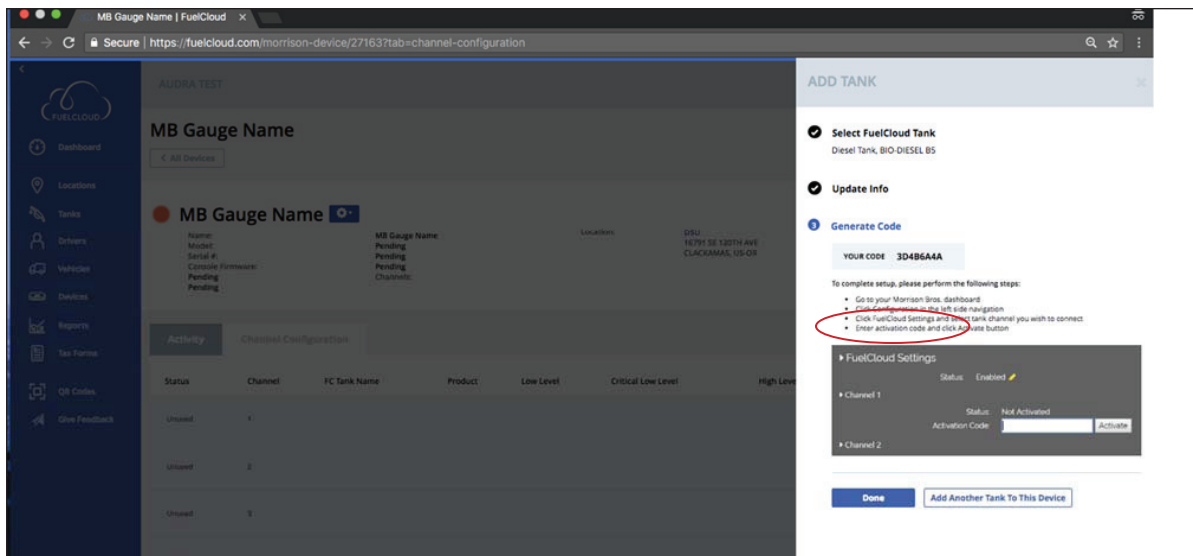 MB Gauge Name | FuelCloud ×
Secure | https://fuelcloud.com/morrison-device/27163?tab=channel-configuration
FUELCLOUD
Dashboard
Locations
Tanks
Drivers
Vehicles
Devices
Reports
Tax Forms
QR Codes
Give Feedback
AUDRA TEST
MB Gauge Name
< All Devices
MB Gauge Name
Name: MB Gauge Name
Model: Pending
Serial #: Pending
Console Firmware: Pending
Pending Channels:
Pending
Location: DSU
16791 SE 120TH AVE
CLACKAMAS, US-OR
Activity Channel Configuration
Status Channel FC Tank Name Product Low Level Critical Low Level High Leve
Unused 1
Unused 2
Unused 3
ADD TANK ×
Select FuelCloud Tank
Diesel Tank, BIO-DIESEL B5
Update Info
3 Generate Code
YOUR CODE 3D4B6A4A
To complete setup, please perform the following steps:
• Go to your Morrison Bros. dashboard
• Click Configuration in the left side navigation
• Click FuelCloud Settings and select tank channel you wish to connect
• Enter activation code and click Activate button
FuelCloud Settings
Status: Enabled
Channel 1
Status: Not Activated
Activation Code: Activate
Channel 2
Done Add Another Tank To This Device